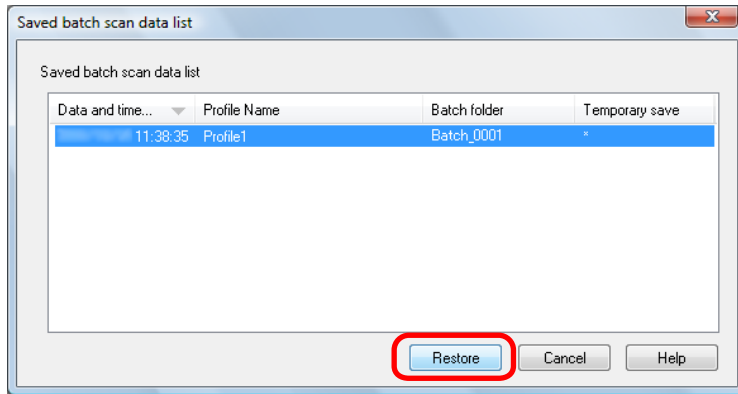 Saved batch scan data list
Saved batch scan data list
Data and time... Profile Name Batch folder Temporary save
11:38:35 Profile1 Batch_0001 *
Restore Cancel Help